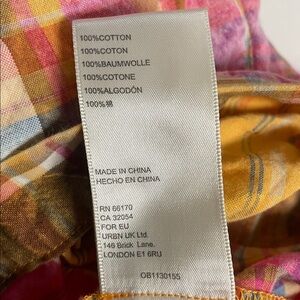 100%COTTON
100%COTON
100%BAUMWOLLE
100%COTONE
100%ALGODÓN
100%棉
MADE IN CHINA
HECHO EN CHINA
RN 66170
CA 32054
FOR EU
URBN UK Ltd.
146 Brick Lane.
LONDON E1 6RU
OB1130155